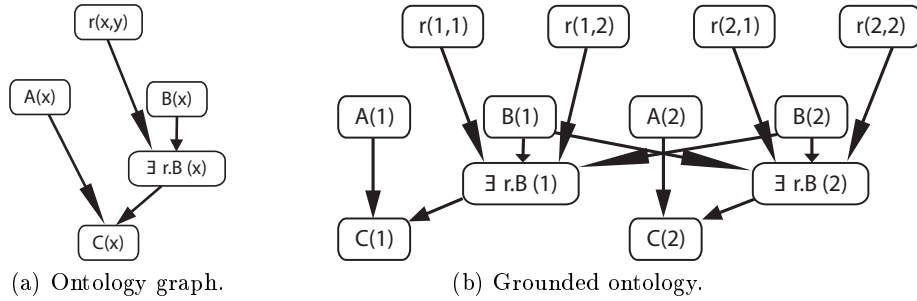 r(x,y)
A(x)
B(x)
∃ r.B (x)
C(x)
(a) Ontology graph.
r(1,1)
r(1,2)
r(2,1)
r(2,2)
A(1)
B(1)
A(2)
B(2)
∃ r.B (1)
∃ r.B (2)
C(1)
C(2)
(b) Grounded ontology.